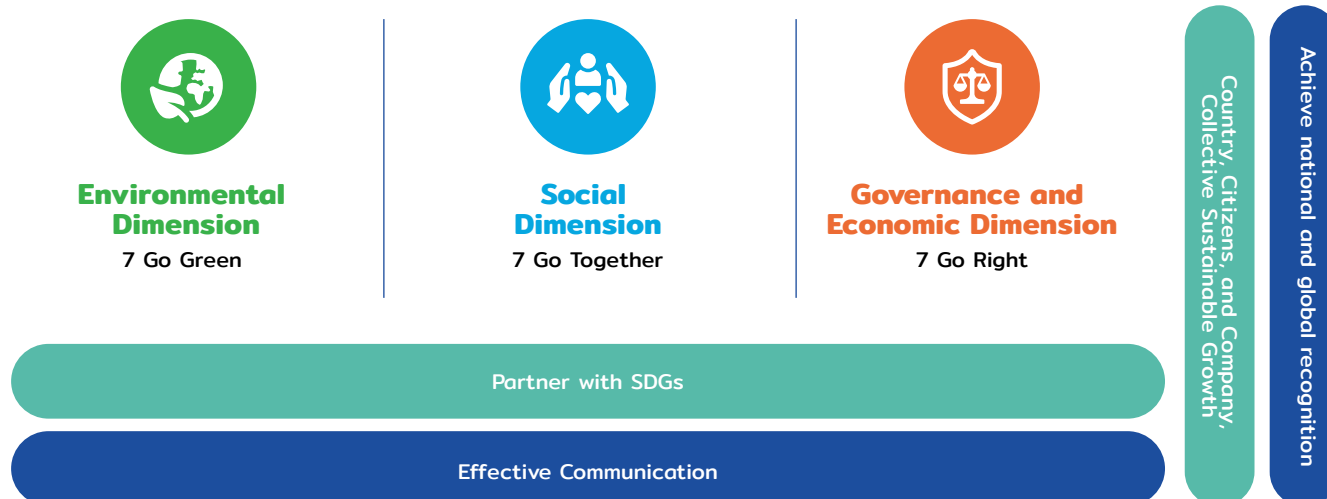 Environmental
Dimension
7 Go Green
Social
Dimension
7 Go Together
Governance and
Economic Dimension
7 Go Right
Partner with SDGs
Effective Communication
Country, Citizens, and Company,
Collective Sustainable Growth
Achieve national and global recognition